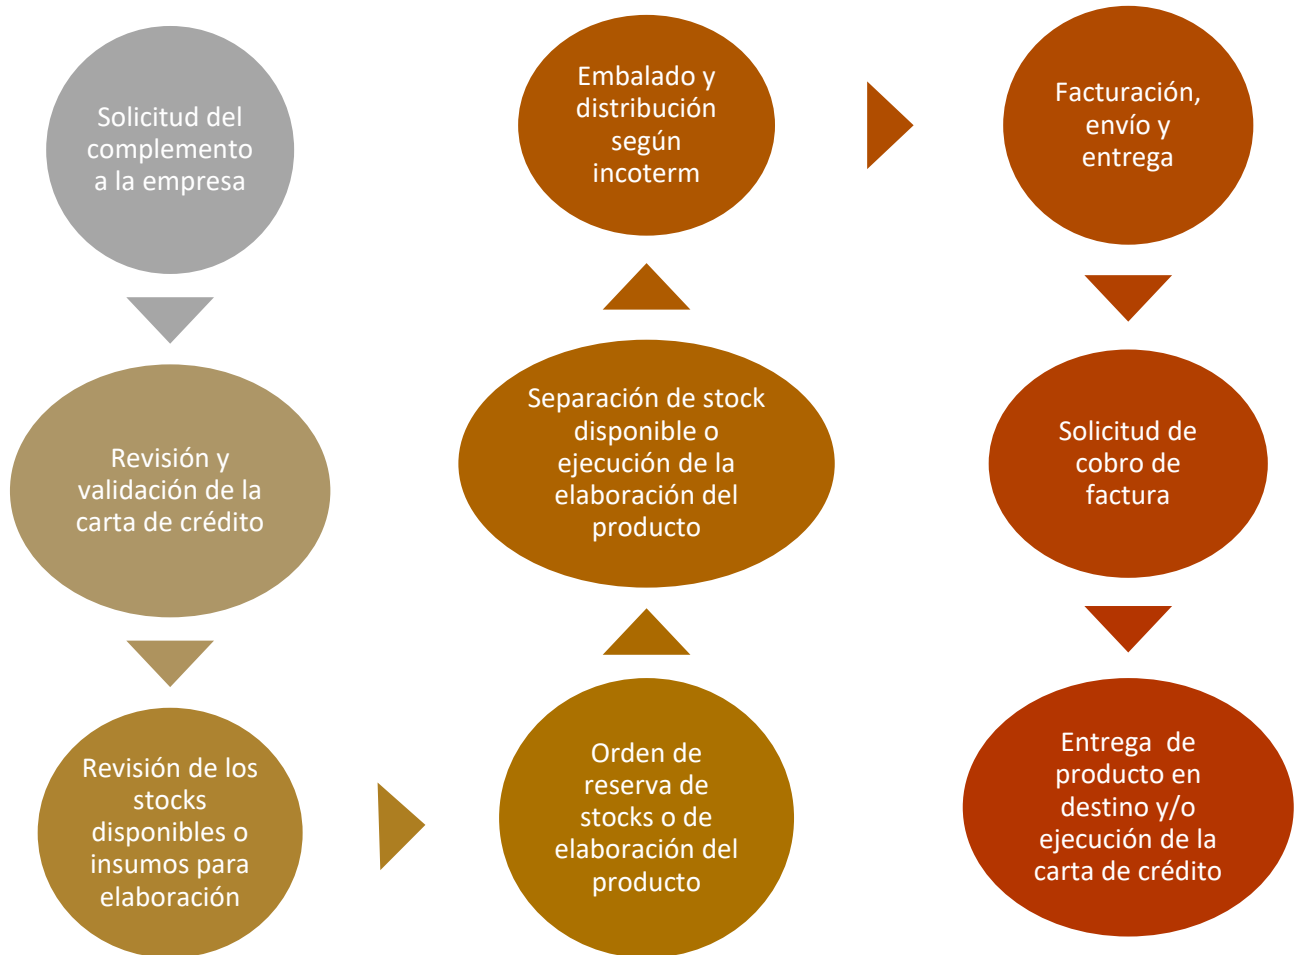 Solicitud del
complemento
a la empresa
Revisión y
validación de la
carta de crédito
Revisión de los
stocks
disponibles o
insumos para
elaboración
Orden de
reserva de
stocks o de
elaboración del
producto
Separación de stock
disponible o
ejecución de la
elaboración del
producto
Embalado y
distribución
según
incoterm
Facturación,
envío y
entrega
Solicitud de
cobro de
factura
Entrega de
producto en
destino y/o
ejecución de la
carta de crédito